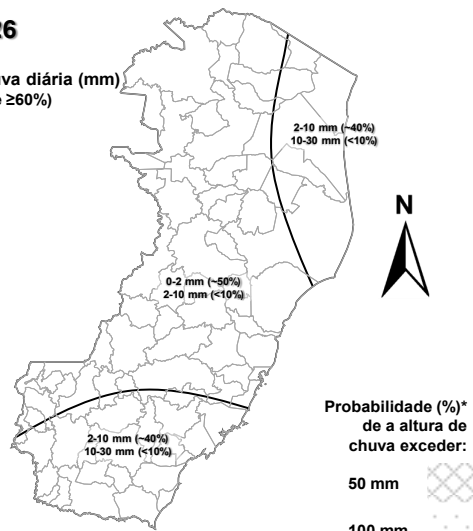 26
diária (mm)
≥60%)
2-10 mm (~40%)
10-30 mm (<10%)
N
0-2 mm (~50%)
2-10 mm (<10%)
2-10 mm (~40%)
10-30 mm (<10%)
Probabilidade (%)*
de a altura de
chuva exceder:
50 mm
100 mm